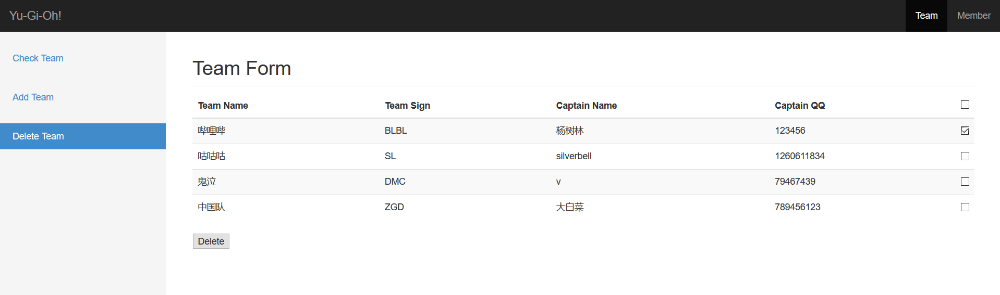 Yu-Gi-Oh! Team Member
Check Team
Add Team
Delete Team
Team Form
Team Name Team Sign Captain Name Captain QQ
哔哩哔 BLBL 杨树林 123456
咕咕咕 SL silverbell 1260611834
鬼泣 DMC v 79467439
中国队 ZGD 大白菜 789456123
Delete